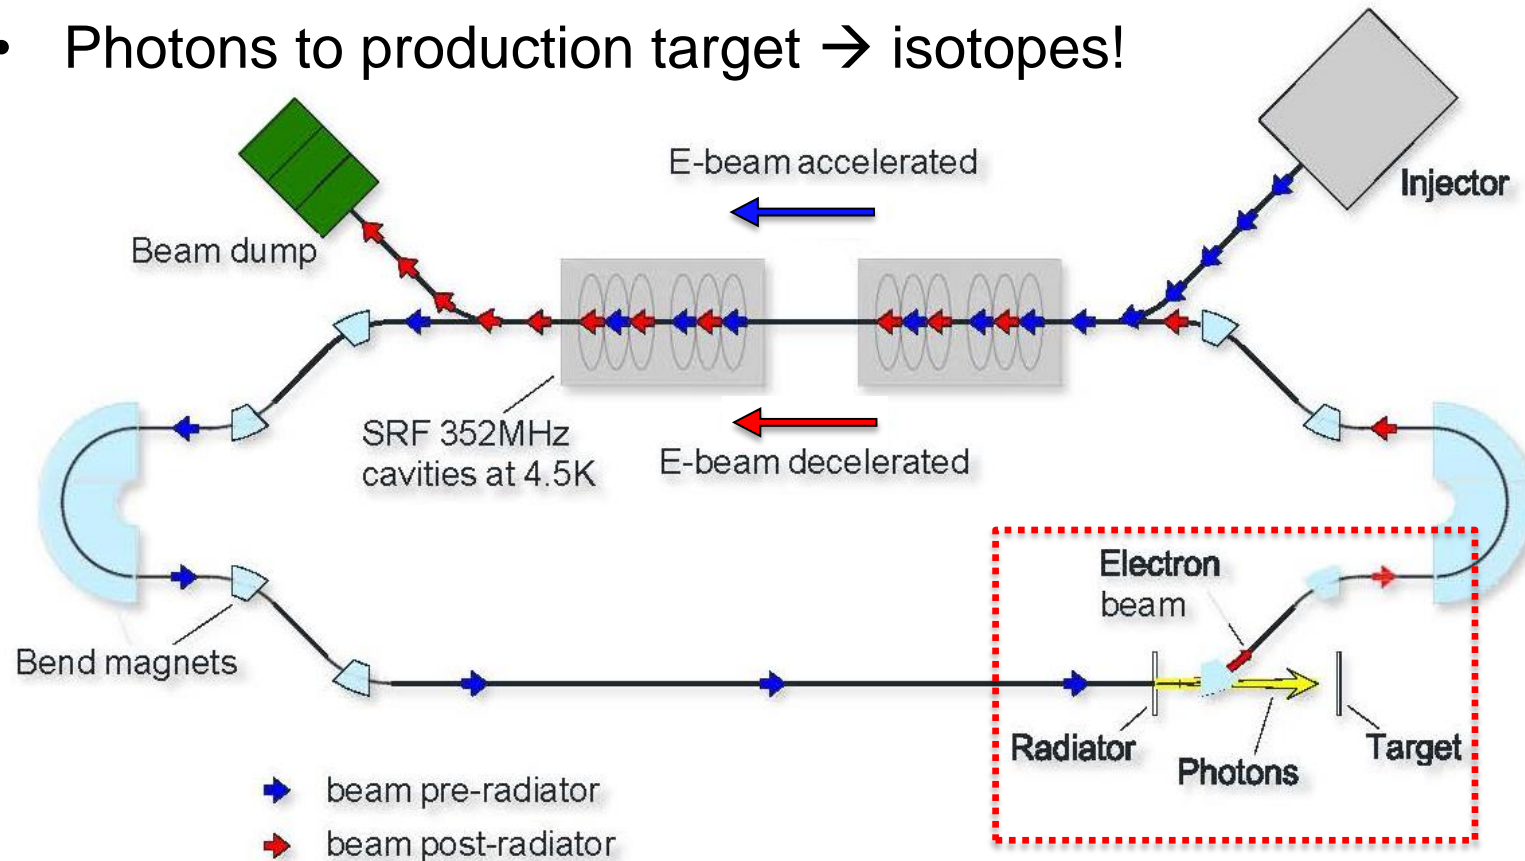 • Photons to production target → isotopes!
E-beam accelerated
Injector
Beam dump
SRF 352MHz
cavities at 4.5K
E-beam decelerated
Electron
beam
Bend magnets
Radiator
Photons
Target
beam pre-radiator
beam post-radiator